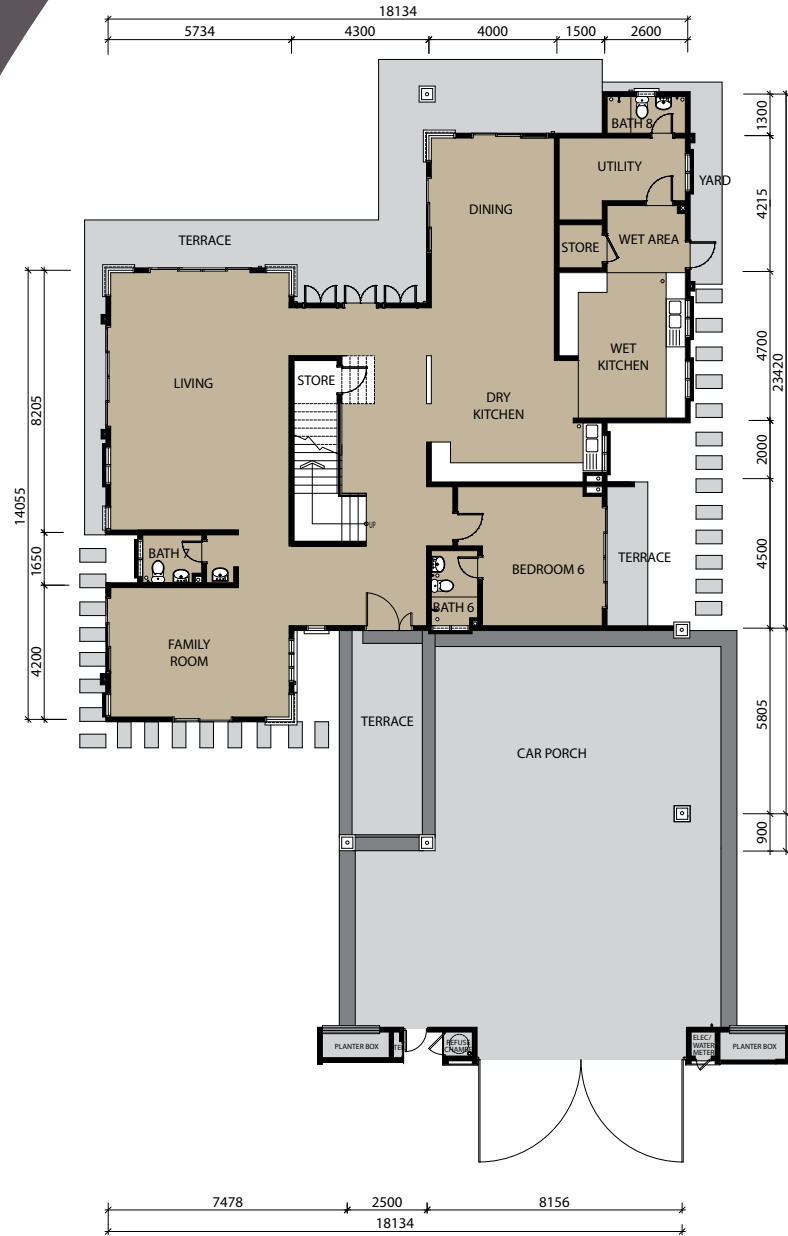 18134
5734 4300 4000 1500 2600
BATH 8
1300
UTILITY
YARD
4215
DINING
TERRACE
STORE
WET AREA
LIVING
STORE
WET
KITCHEN
4700
23420
DRY
KITCHEN
8205
14055
2000
UP
BATH 7
1650
BEDROOM 6
TERRACE
4500
BATH 6
FAMILY
ROOM
4200
TERRACE
CAR PORCH
5805
900
PLANTER BOX
REFUSE
ELEC/
WATER
METER
PLANTER BOX
7478 2500 8156
18134